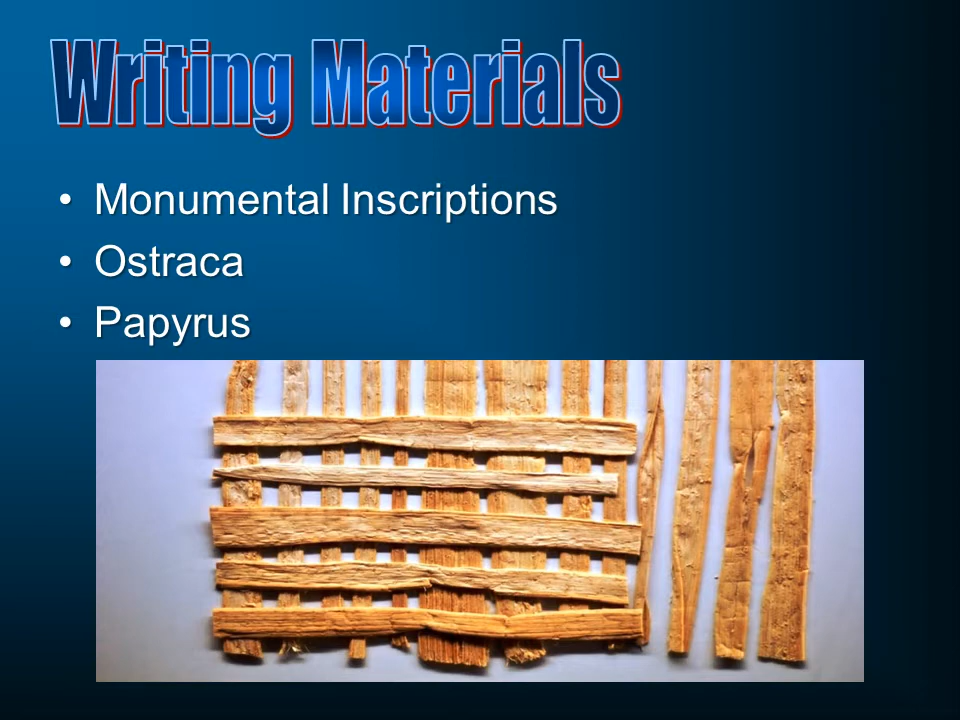 Writing Materials
• Monumental Inscriptions
• Ostraca
• Papyrus